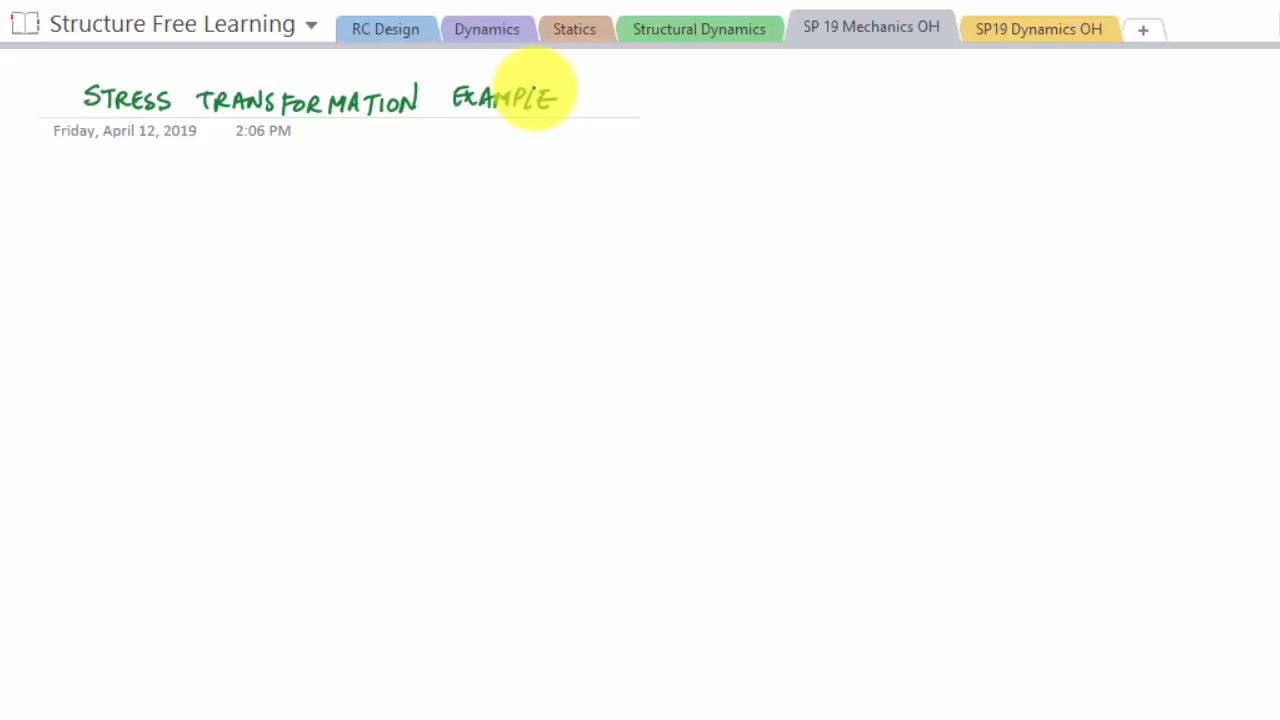 Structure Free Learning
RC Design
Dynamics
Statics
Structural Dynamics
SP 19 Mechanics OH
SP19 Dynamics OH
+
STRESS TRANSFORMATION EXAMPLE
Friday, April 12, 2019 2:06 PM